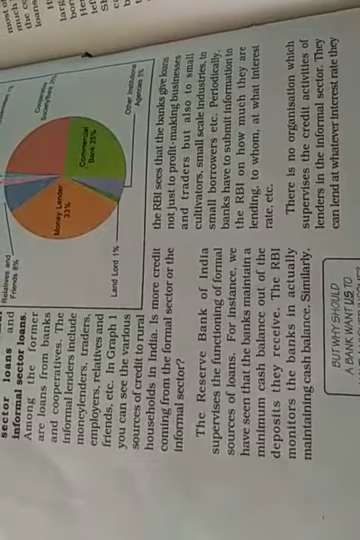 sector loans and
informal sector loans.
Among the former
are loans from banks
and cooperatives. The
informal lenders include
moneylenders, traders,
employers, relatives and
friends, etc. In Graph 1
you can see the various
sources of credit to rural
households in India. Is more credit
coming from the formal sector or the
informal sector?
The Reserve Bank of India
supervises the functioning of formal
sources of loans. For instance, we
have seen that the banks maintain a
minimum cash balance out of the
deposits they receive. The RBI
monitors the banks in actually
maintaining cash balance. Similarly,
Relatives and
Friends 8%
Cooperative
Society/Bank
Commercial
Bank 25%
Money Lender
33%
Other Institutional
Agencies 5%
Land Lord 1%
the RBI sees that the banks give loans
not just to profit-making businesses
and traders but also to small
cultivators, small scale industries, to
small borrowers etc. Periodically,
banks have to submit information to
the RBI on how much they are
lending, to whom, at what interest
rate, etc.
There is no organisation which
supervises the credit activities of
lenders in the informal sector. They
can lend at whatever interest rate they
BUT WHY SHOULD
A BANK WANT US TO